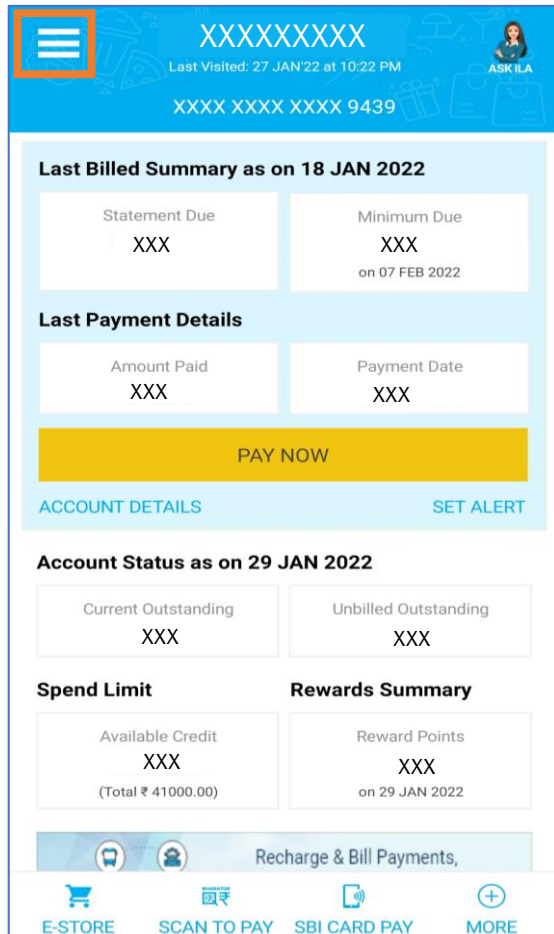 XXXXXXXXX
Last Visited: 27 JAN'22 at 10:22 PM
ASK ILA
XXXX XXXX XXXX 9439
Last Billed Summary as on 18 JAN 2022
Statement Due
XXX
Minimum Due
XXX
on 07 FEB 2022
Last Payment Details
Amount Paid
XXX
Payment Date
XXX
PAY NOW
ACCOUNT DETAILS
SET ALERT
Account Status as on 29 JAN 2022
Current Outstanding
XXX
Unbilled Outstanding
XXX
Spend Limit
Rewards Summary
Available Credit
XXX
(Total ₹ 41000.00)
Reward Points
XXX
on 29 JAN 2022
Recharge & Bill Payments,
E-STORE
BHARATQR
SCAN TO PAY
SBI CARD PAY
MORE